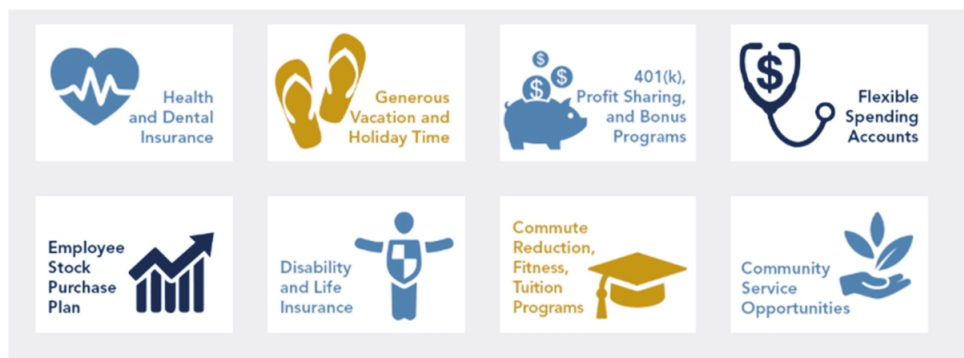 Health
and Dental
Insurance
Generous
Vacation and
Holiday Time
$
$
$
401(k),
Profit Sharing,
and Bonus
Programs
$
Flexible
Spending
Accounts
Employee
Stock
Purchase
Plan
Disability
and Life
Insurance
Commute
Reduction,
Fitness,
Tuition
Programs
Community
Service
Opportunities